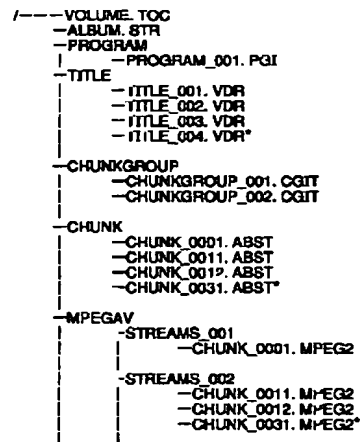 /----VOLUME. TOC
—ALBUM. STR
—PROGRAM
—PROGRAM_001. PGI
—TITLE
—TITLE_001. VDR
—TITLE_002. VDR
—TITLE_003. VDR
—TITLE_004. VDR*
—CHUNKGROUP
—CHUNKGROUP_001. CGIT
—CHUNKGROUP_002. CGIT
—CHUNK
—CHUNK_0001. ABST
—CHUNK_0011. ABST
—CHUNK_0012. ABST
—CHUNK_0031. ABST*
—MPEGAV
-STREAMS_001
—CHUNK_0001. MPEG2
-STREAMS_002
—CHUNK_0011. MPEG2
—CHUNK_0012. MPEG2
—CHUNK_0031. MPEG2*